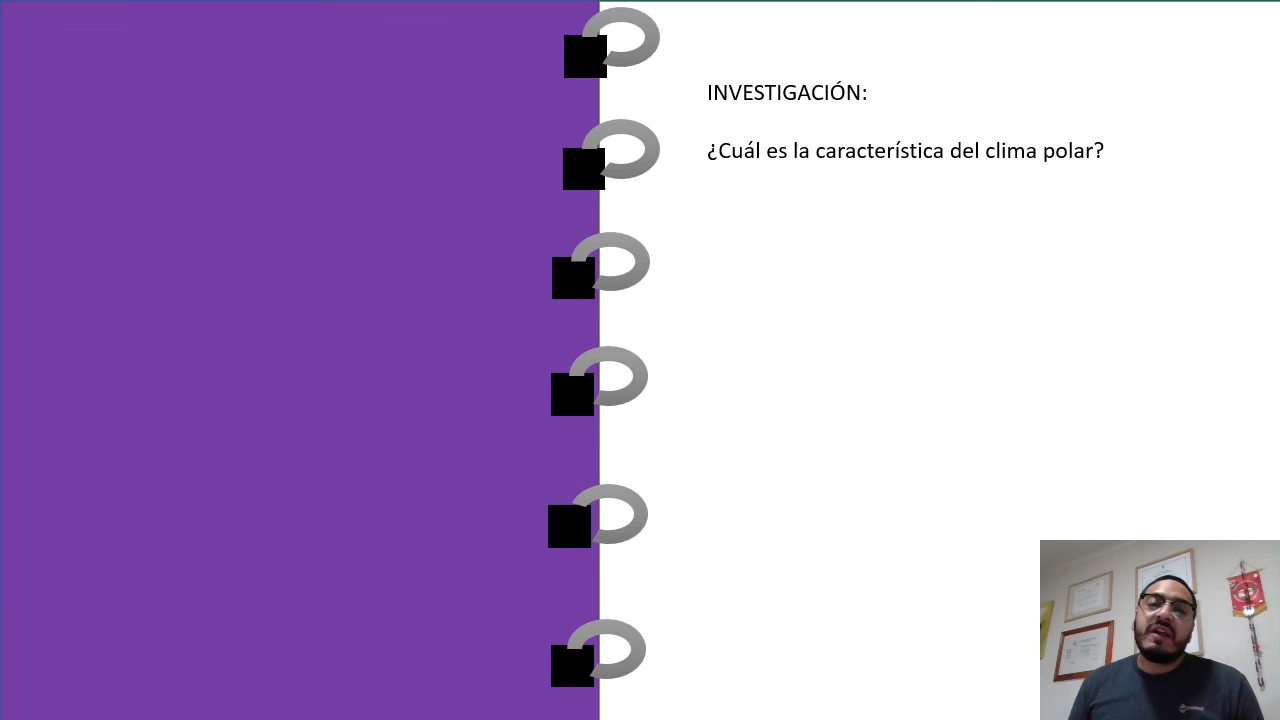 INVESTIGACIÓN:
¿Cuál es la característica del clima polar?